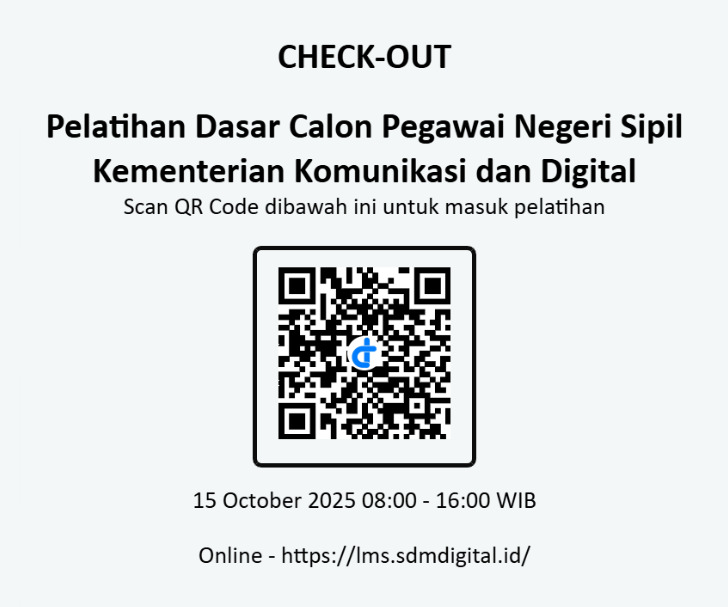 CHECK-OUT
Pelatihan Dasar Calon Pegawai Negeri Sipil
Kementerian Komunikasi dan Digital
Scan QR Code dibawah ini untuk masuk pelatihan
15 October 2025 08:00 - 16:00 WIB
Online - https://lms.sdmdigital.id/